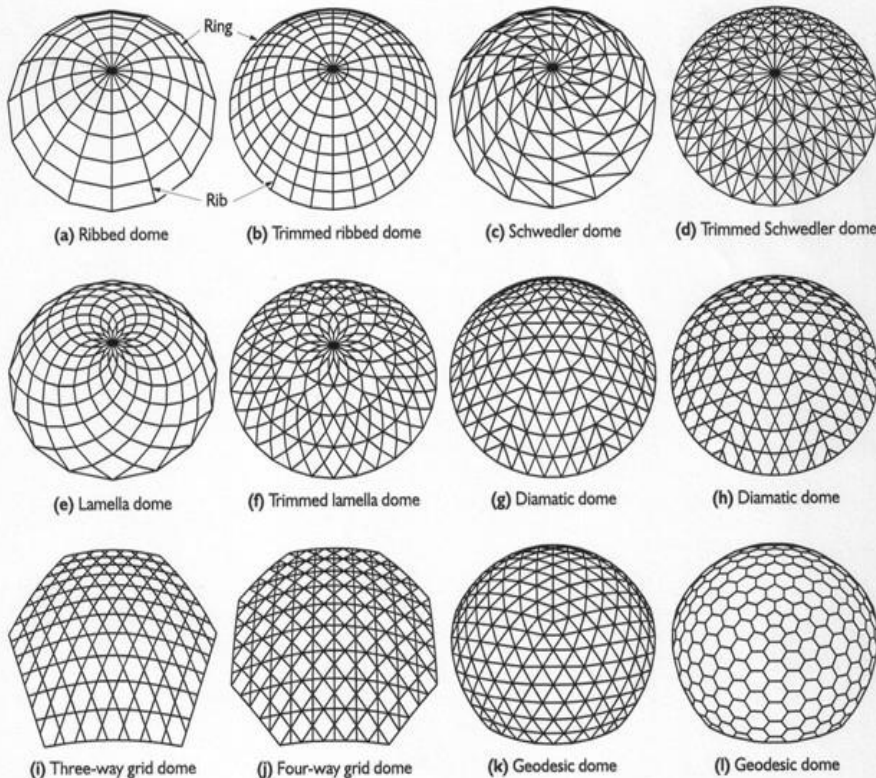 Ring
Rib
(a) Ribbed dome
(b) Trimmed ribbed dome
(c) Schwedler dome
(d) Trimmed Schwedler dome
(e) Lamella dome
(f) Trimmed lamella dome
(g) Diamatic dome
(h) Diamatic dome
(i) Three-way grid dome
(j) Four-way grid dome
(k) Geodesic dome
(l) Geodesic dome